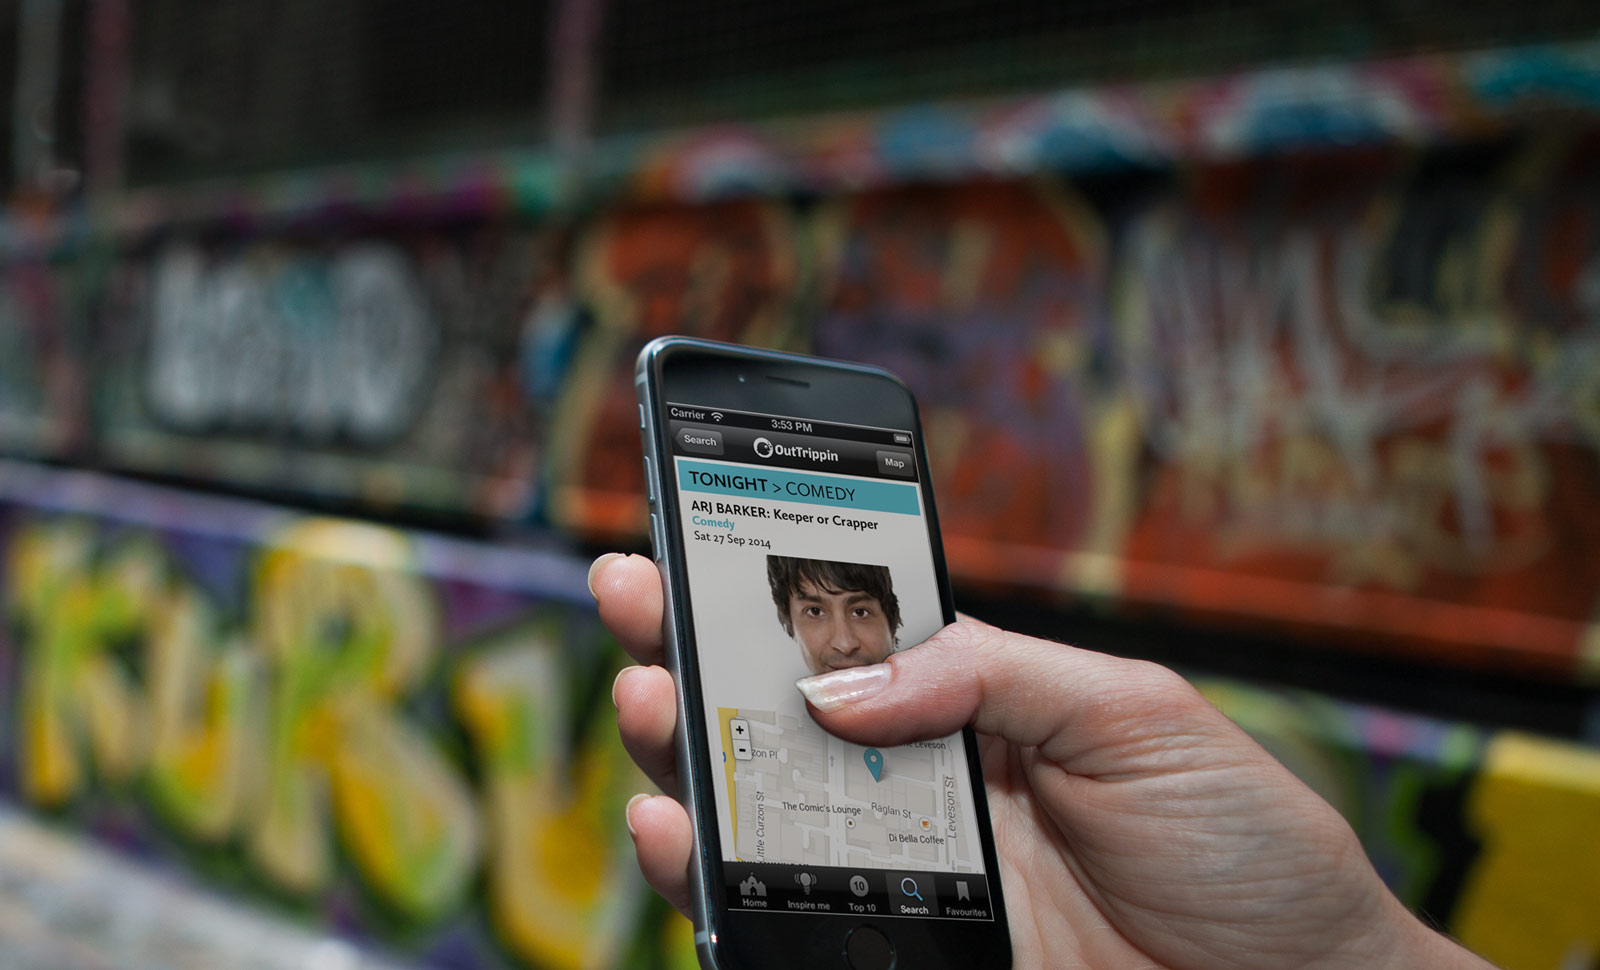 Carrier
3:53 PM
Search
OutTrippin
Map
TONIGHT > COMEDY
ARJ BARKER: Keeper or Crapper
Comedy
Sat 27 Sep 2014
+
-
Leveson
The Comic's Lounge
Raglan St
Di Bella Coffee
Little Curzon St
Leveson St
Home
Inspire me
10
Top 10
Search
Favourites